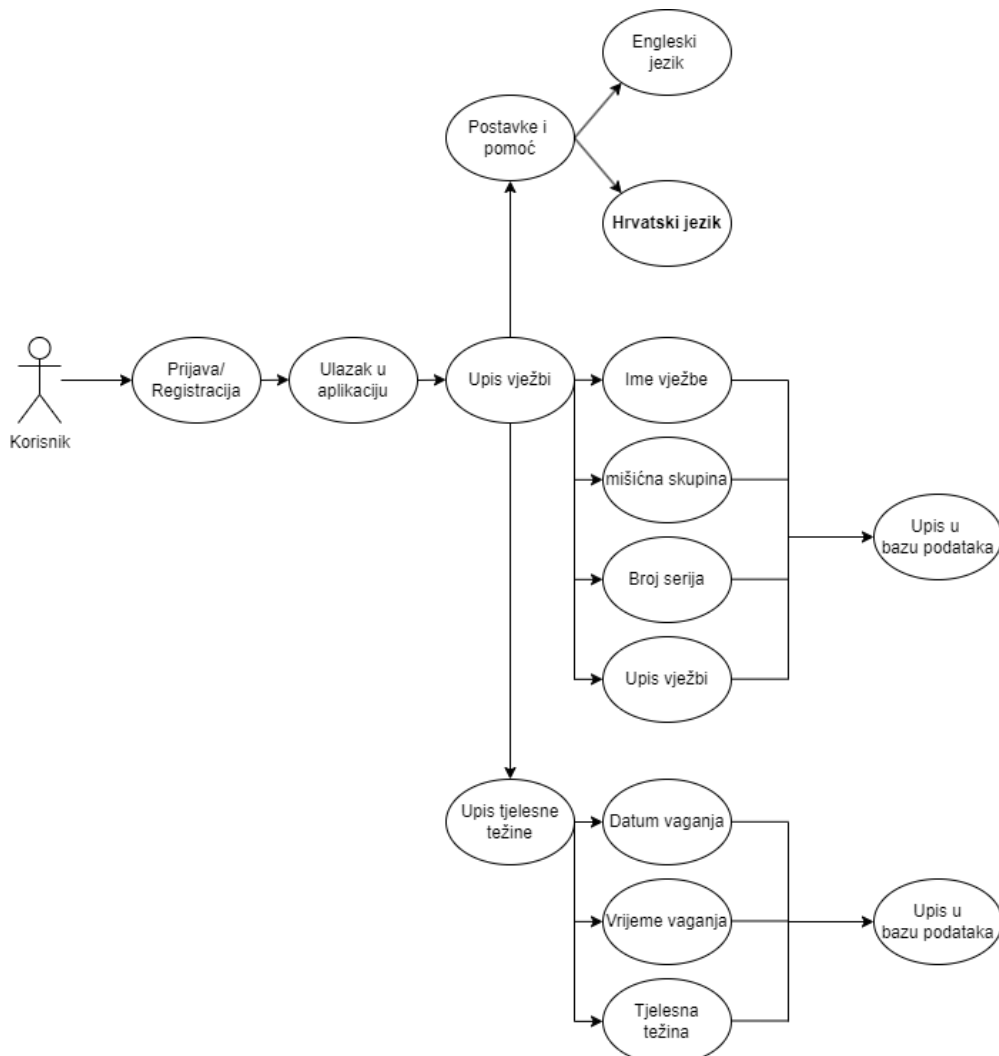 Engleski
jezik
Postavke i
pomoć
Hrvatski jezik
Korisnik
Prijava/
Registracija
Ulazak u
aplikaciju
Upis vježbi
Ime vježbe
mišićna skupina
Broj serija
Upis vježbi
Upis u
bazu podataka
Upis tjelesne
težine
Datum vaganja
Vrijeme vaganja
Tjelesna
težina
Upis u
bazu podataka